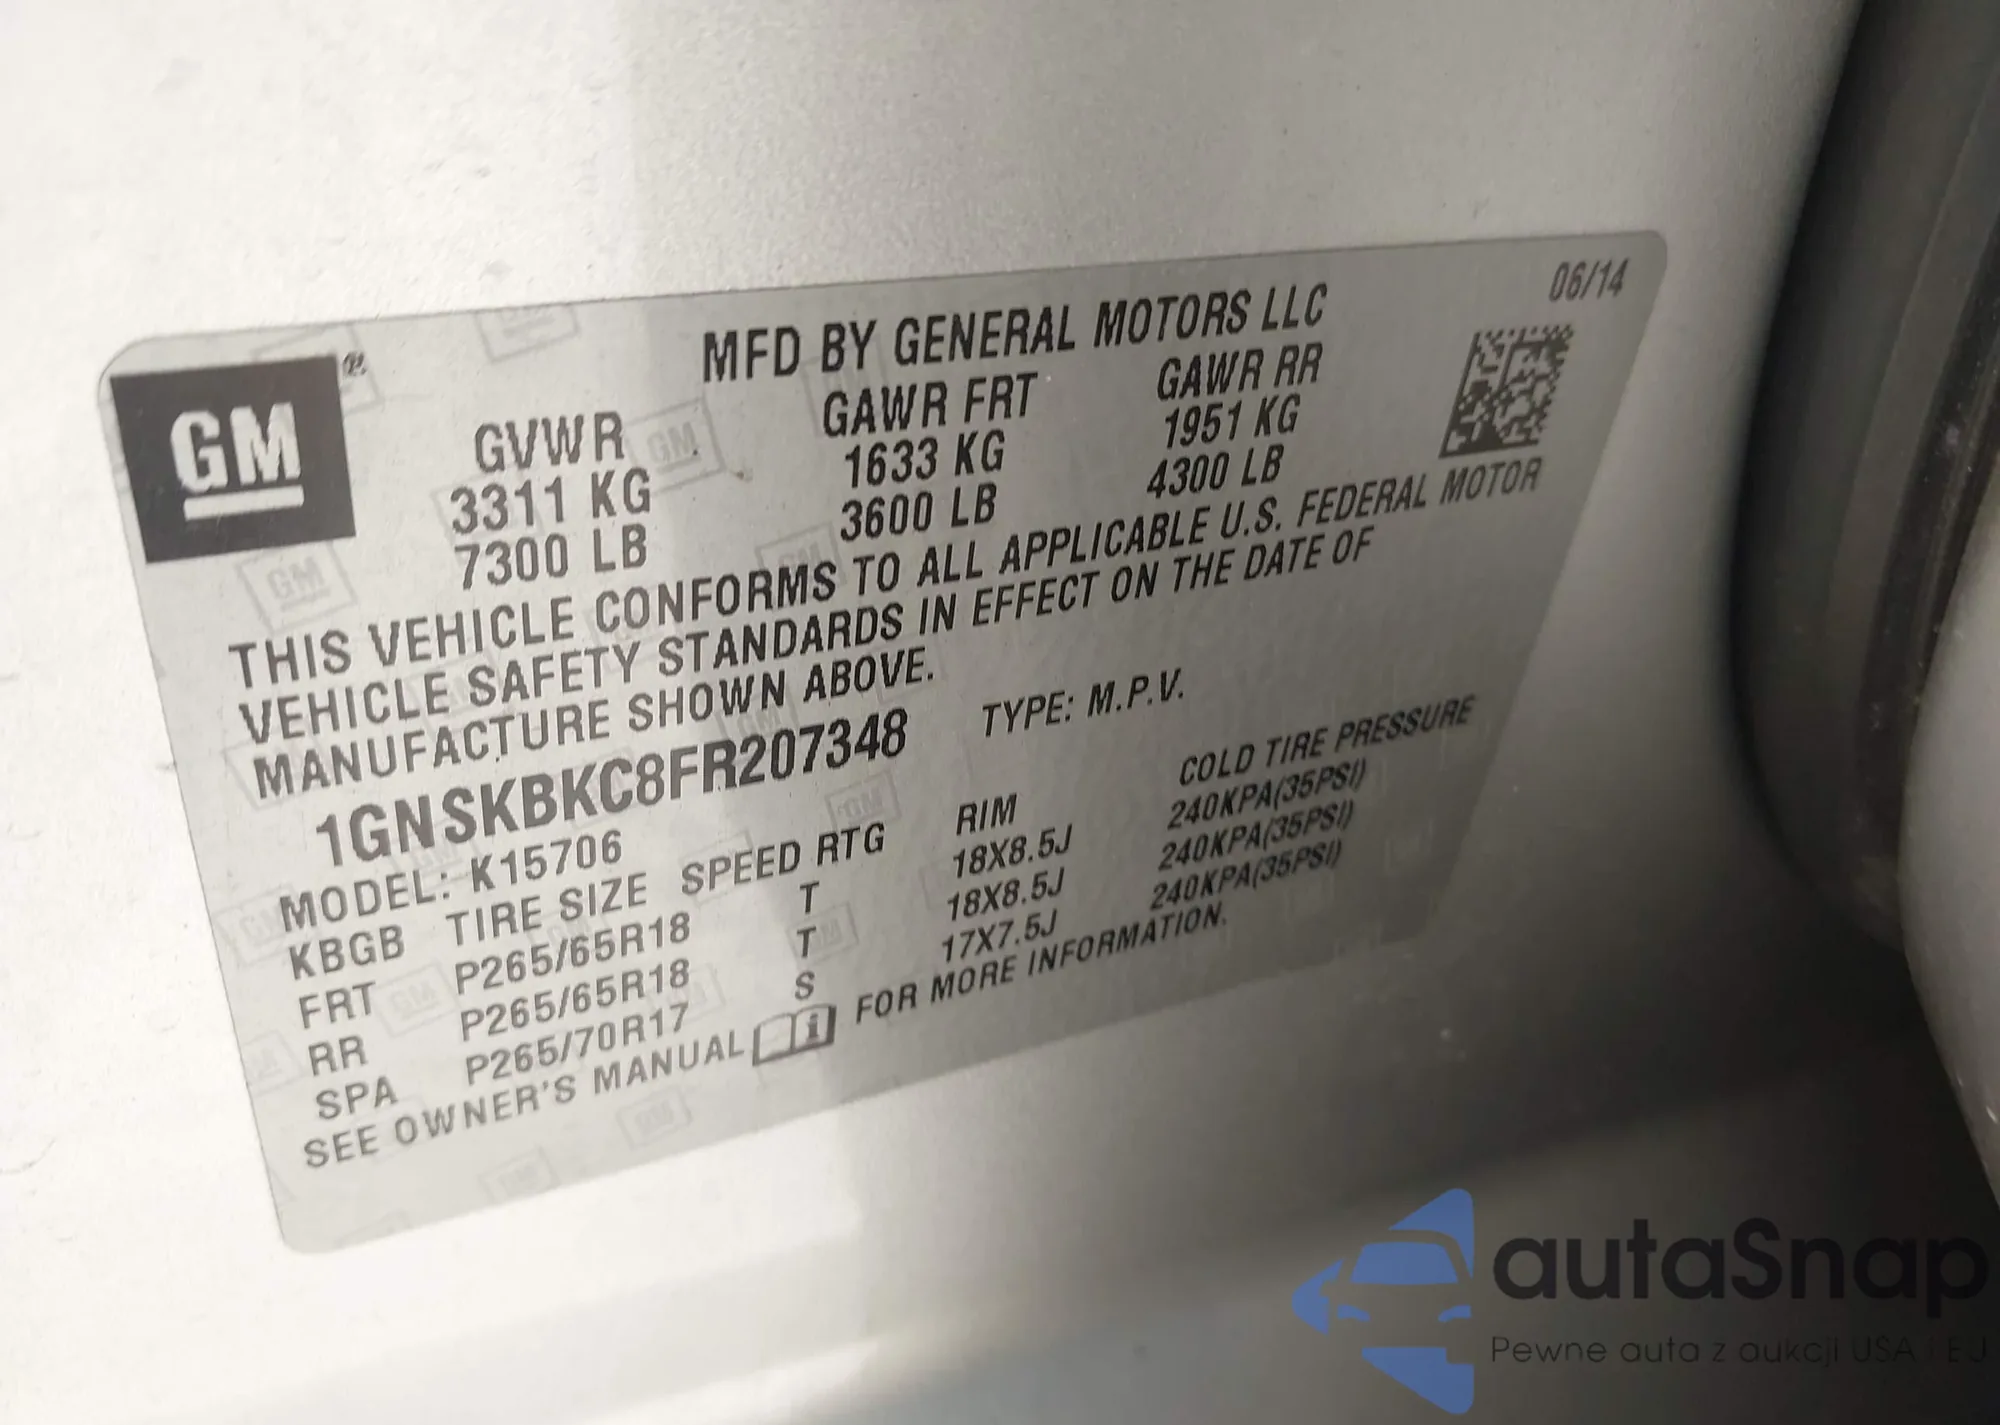 06/14
MFD BY GENERAL MOTORS LLC
GM
®
GVWR GAWR FRT GAWR RR
3311 KG 1633 KG 1951 KG
7300 LB 3600 LB 4300 LB
THIS VEHICLE CONFORMS TO ALL APPLICABLE U.S. FEDERAL MOTOR
VEHICLE SAFETY STANDARDS IN EFFECT ON THE DATE OF
MANUFACTURE SHOWN ABOVE.
1GNSKBKC8FR207348 TYPE: M.P.V.
MODEL: K15706
KBGB TIRE SIZE SPEED RTG RIM COLD TIRE PRESSURE
FRT P265/65R18 T 18X8.5J 240KPA(35PSI)
RR P265/65R18 T 18X8.5J 240KPA(35PSI)
SPA P265/70R17 S 17X7.5J 240KPA(35PSI)
SEE OWNER'S MANUAL FOR MORE INFORMATION.
autaSnap
Pewne auta z aukcji USA i EJ